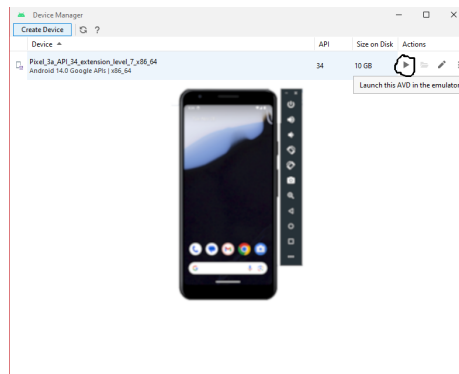 Device Manager
Create Device ?
Device API Size on Disk Actions
Pixel_3a_API_34_extension_level_7_x86_64 34 10 GB
Android 14.0 Google APIs | x86_64
Launch this AVD in the emulator